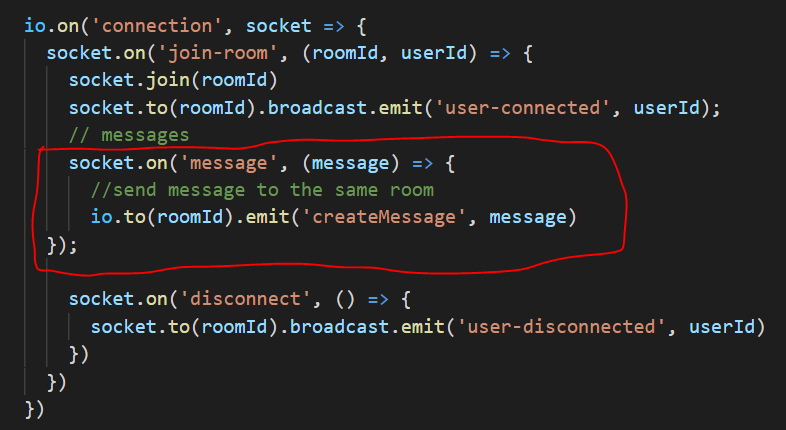 io.on('connection', socket => {
  socket.on('join-room', (roomId, userId) => {
    socket.join(roomId)
    socket.to(roomId).broadcast.emit('user-connected', userId);
    // messages
    socket.on('message', (message) => {
      //send message to the same room
      io.to(roomId).emit('createMessage', message)
  });
    socket.on('disconnect', () => {
      socket.to(roomId).broadcast.emit('user-disconnected', userId)
    })
  })
})